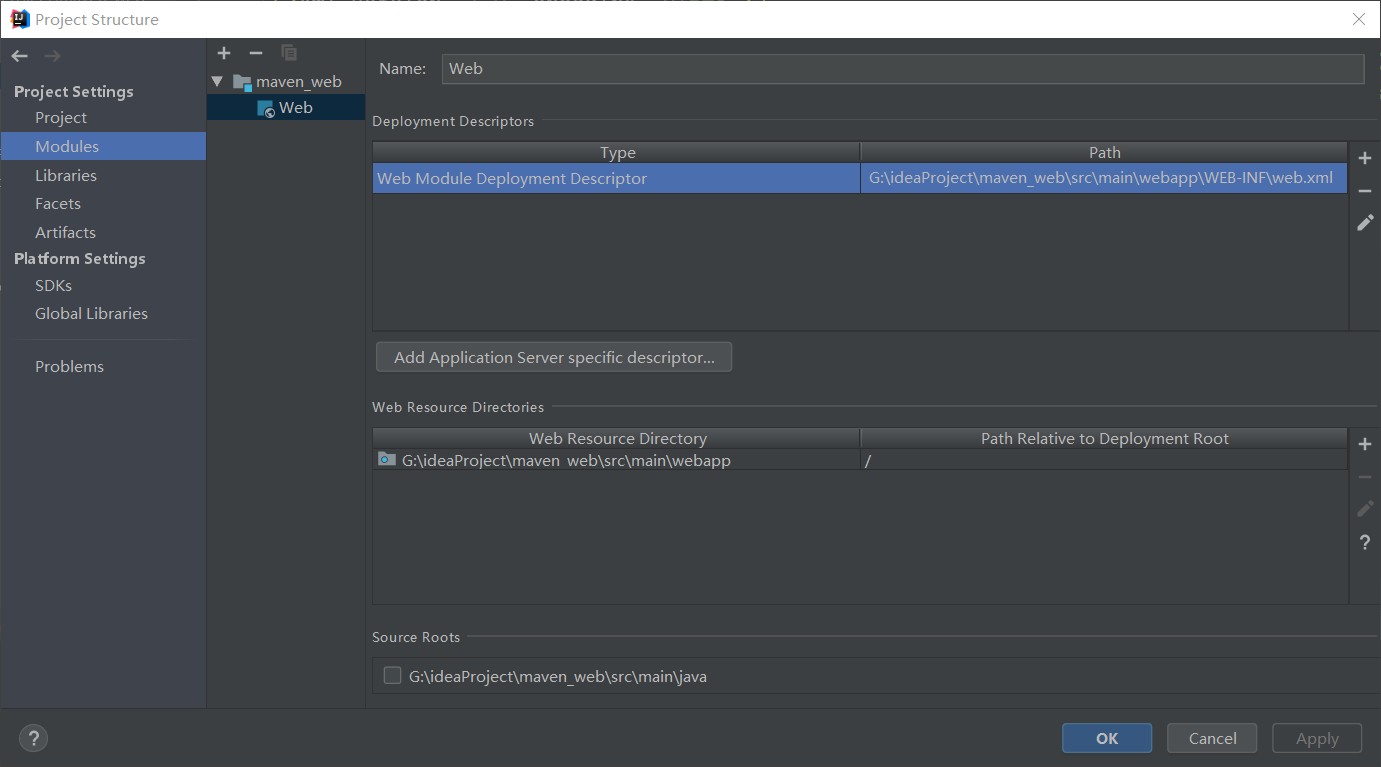 Project Structure
Project Settings
Project
Modules
Libraries
Facets
Artifacts
Platform Settings
SDKs
Global Libraries
Problems
maven_web
Web
Name: Web
Deployment Descriptors
Type Path
Web Module Deployment Descriptor G:\ideaProject\maven_web\src\main\webapp\WEB-INF\web.xml
Add Application Server specific descriptor...
Web Resource Directories
Web Resource Directory Path Relative to Deployment Root
G:\ideaProject\maven_web\src\main\webapp /
Source Roots
G:\ideaProject\maven_web\src\main\java
OK Cancel Apply